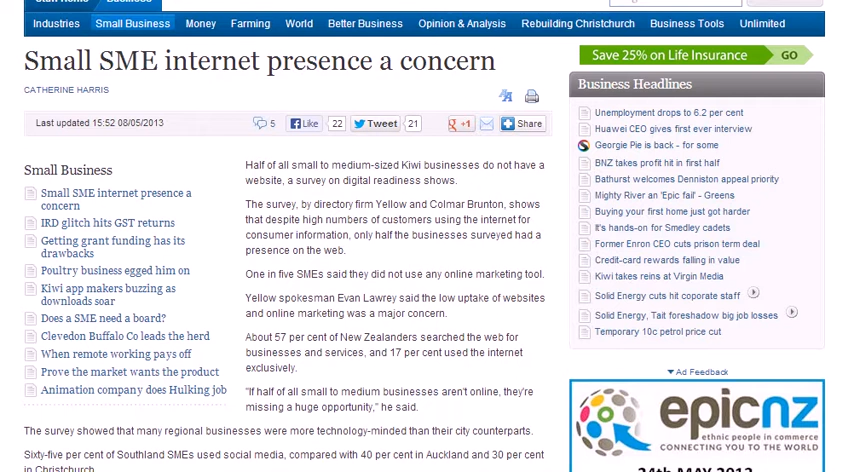 Stuff Home Business
Industries Small Business Money Farming World Better Business Opinion & Analysis Rebuilding Christchurch Business Tools Unlimited
Small SME internet presence a concern
CATHERINE HARRIS
Last updated 15:52 08/05/2013
5 Like 22 Tweet 21 +1 Share
Small Business
Small SME internet presence a
concern
IRD glitch hits GST returns
Getting grant funding has its
drawbacks
Poultry business egged him on
Kiwi app makers buzzing as
downloads soar
Does a SME need a board?
Clevedon Buffalo Co leads the herd
When remote working pays off
Prove the market wants the product
Animation company does Hulking job
Half of all small to medium-sized Kiwi businesses do not have a
website, a survey on digital readiness shows.
The survey, by directory firm Yellow and Colmar Brunton, shows
that despite high numbers of customers using the internet for
consumer information, only half the businesses surveyed had a
presence on the web.
One in five SMEs said they did not use any online marketing tool.
Yellow spokesman Evan Lawrey said the low uptake of websites
and online marketing was a major concern.
About 57 per cent of New Zealanders searched the web for
businesses and services, and 17 per cent used the internet
exclusively.
"If half of all small to medium businesses aren't online, they're
missing a huge opportunity," he said.
The survey showed that many regional businesses were more technology-minded than their city counterparts.
Sixty-five per cent of Southland SMEs used social media, compared with 40 per cent in Auckland and 30 per cent
in Christchurch.
Save 25% on Life Insurance GO
Business Headlines
Unemployment drops to 6.2 per cent
Huawei CEO gives first ever interview
Georgie Pie is back - for some
BNZ takes profit hit in first half
Bathurst welcomes Denniston appeal priority
Mighty River an 'Epic fail' - Greens
Buying your first home just got harder
It's hands-on for Smedley cadets
Former Enron CEO cuts prison term deal
Credit-card rewards falling in value
Kiwi takes reins at Virgin Media
Solid Energy cuts hit coporate staff
Solid Energy, Tait foreshadow big job losses
Temporary 10c petrol price cut
Ad Feedback
epicnz
ethnic people in commerce
CONNECTING YOU TO THE WORLD
24th MAY 2013